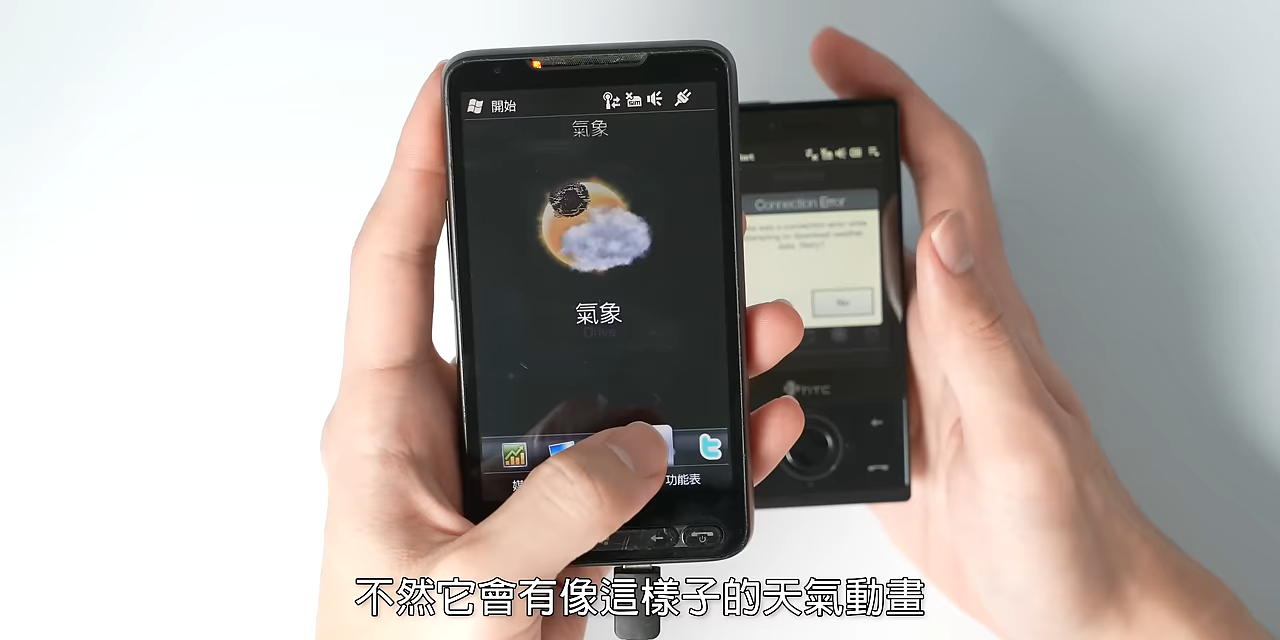 開始
氣象
氣象
功能表
Connection Error
No
hTC
不然它會有像這樣子的天氣動畫